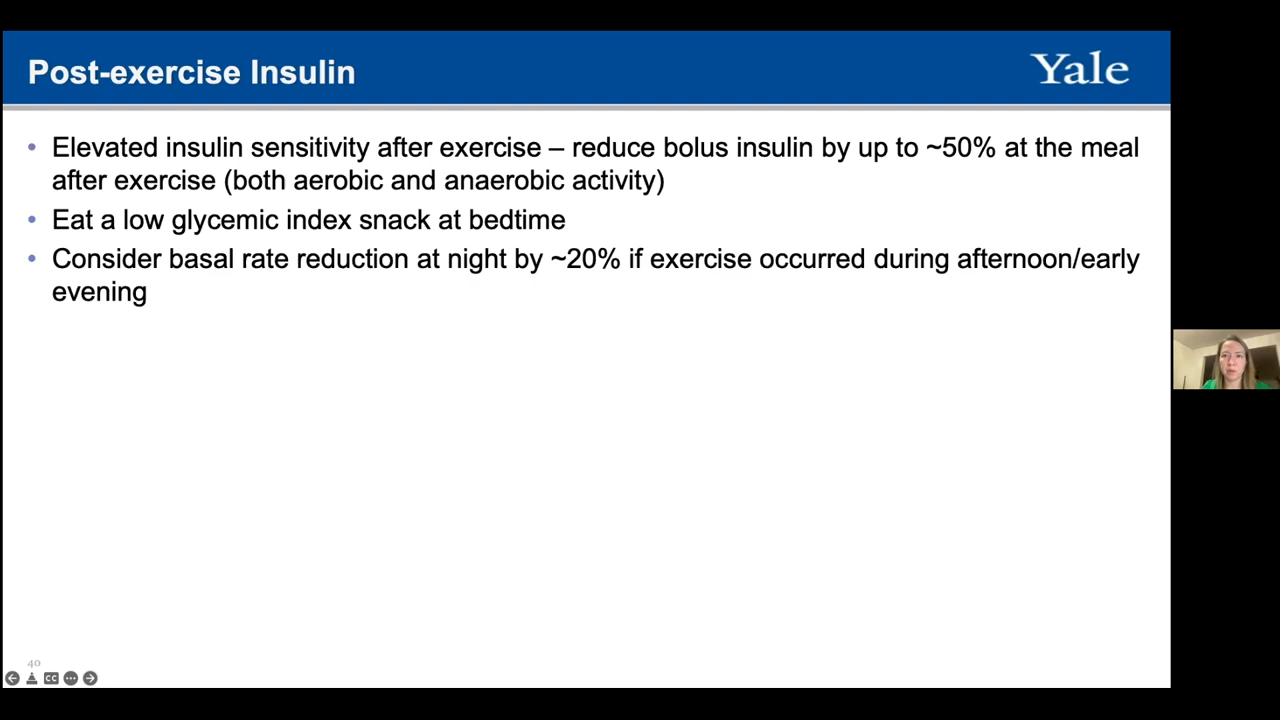 Post-exercise Insulin
Yale
• Elevated insulin sensitivity after exercise – reduce bolus insulin by up to ~50% at the meal
after exercise (both aerobic and anaerobic activity)
• Eat a low glycemic index snack at bedtime
• Consider basal rate reduction at night by ~20% if exercise occurred during afternoon/early
evening
40
CC